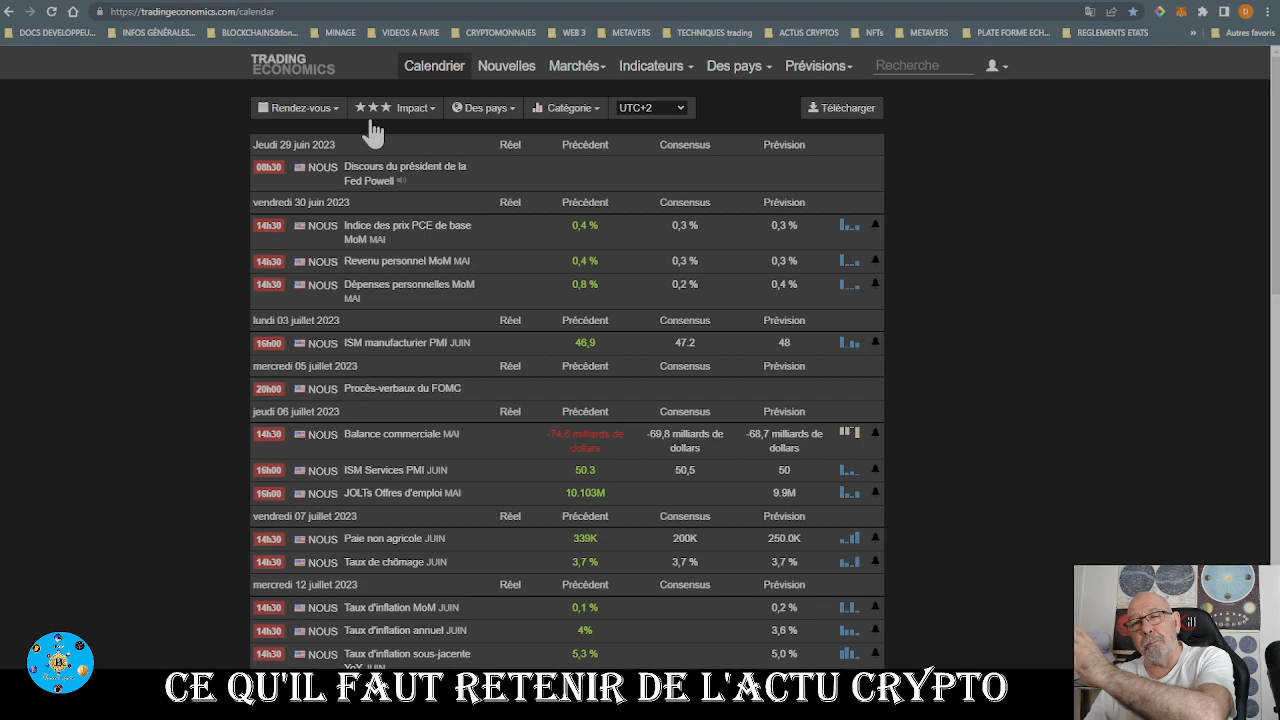 https://tradingeconomics.com/calendar
DOCS DEVELOPPEU... INFOS GÉNÉRALES... BLOCKCHAINS&fon... MINAGE VIDEOS A FAIRE CRYPTOMONNAIES WEB 3 METAVERS TECHNIQUES trading ACTUS CRYPTOS NFTs METAVERS PLATE FORME ECH... REGLEMENTS ETATS » Autres favoris
TRADING ECONOMICS Calendrier Nouvelles Marchés Indicateurs Des pays Prévisions Recherche
Rendez-vous Impact Des pays Catégorie UTC+2 Télécharger
Jeudi 29 juin 2023 Réel Précédent Consensus Prévision
08h30 NOUS Discours du président de la
Fed Powell
vendredi 30 juin 2023 Réel Précédent Consensus Prévision
14h30 NOUS Indice des prix PCE de base 0,4 % 0,3 % 0,3 %
MoM MAI
14h30 NOUS Revenu personnel MoM MAI 0,4 % 0,3 % 0,3 %
14h30 NOUS Dépenses personnelles MoM 0,8 % 0,2 % 0,4 %
MAI
lundi 03 juillet 2023 Réel Précédent Consensus Prévision
16h00 NOUS ISM manufacturier PMI JUIN 46,9 47.2 48
mercredi 05 juillet 2023 Réel Précédent Consensus Prévision
20h00 NOUS Procès-verbaux du FOMC
jeudi 06 juillet 2023 Réel Précédent Consensus Prévision
14h30 NOUS Balance commerciale MAI -74,6 milliards de -69,8 milliards de -68,7 milliards de
dollars dollars dollars
16h00 NOUS ISM Services PMI JUIN 50.3 50,5 50
16h00 NOUS JOLTs Offres d'emploi MAI 10.103M 9.9M
vendredi 07 juillet 2023 Réel Précédent Consensus Prévision
14h30 NOUS Paie non agricole JUIN 339K 200K 250.0K
14h30 NOUS Taux de chômage JUIN 3,7 % 3,7 % 3,7 %
mercredi 12 juillet 2023 Réel Précédent Consensus Prévision
14h30 NOUS Taux d'inflation MoM JUIN 0,1 % 0,2 %
14h30 NOUS Taux d'inflation annuel JUIN 4% 3,6 %
14h30 NOUS Taux d'inflation sous-jacente 5,3 % 5,0 %
YoY JUIN
CE QU'IL FAUT RETENIR DE L'ACTU CRYPTO